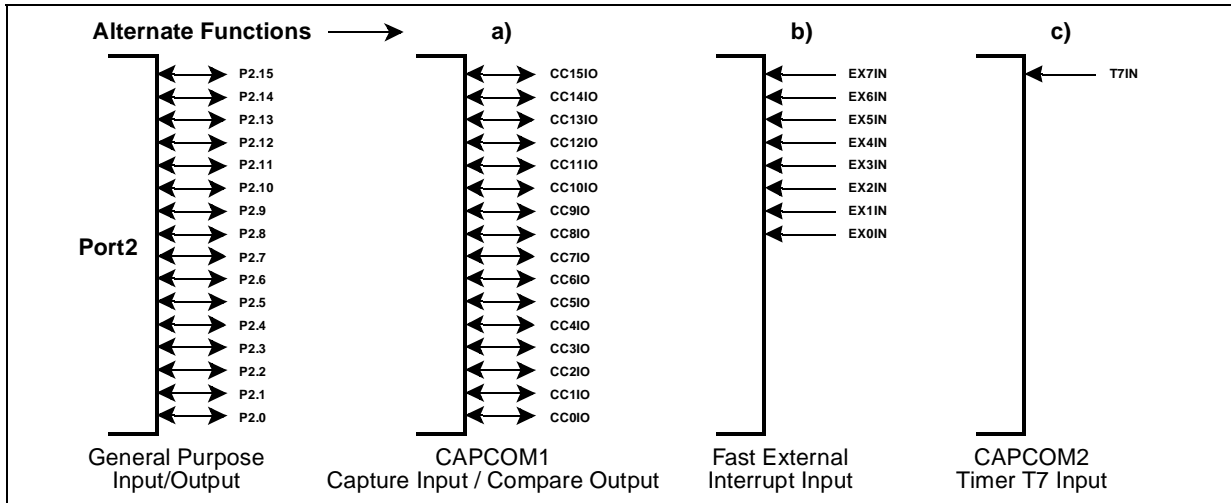 Alternate Functions
a)
b)
c)
P2.15
P2.14
P2.13
P2.12
P2.11
P2.10
P2.9
P2.8
P2.7
P2.6
P2.5
P2.4
P2.3
P2.2
P2.1
P2.0
Port2
General Purpose
Input/Output
CC15IO
CC14IO
CC13IO
CC12IO
CC11IO
CC10IO
CC9IO
CC8IO
CC7IO
CC6IO
CC5IO
CC4IO
CC3IO
CC2IO
CC1IO
CC0IO
CAPCOM1
Capture Input / Compare Output
EX7IN
EX6IN
EX5IN
EX4IN
EX3IN
EX2IN
EX1IN
EX0IN
Fast External
Interrupt Input
T7IN
CAPCOM2
Timer T7 Input